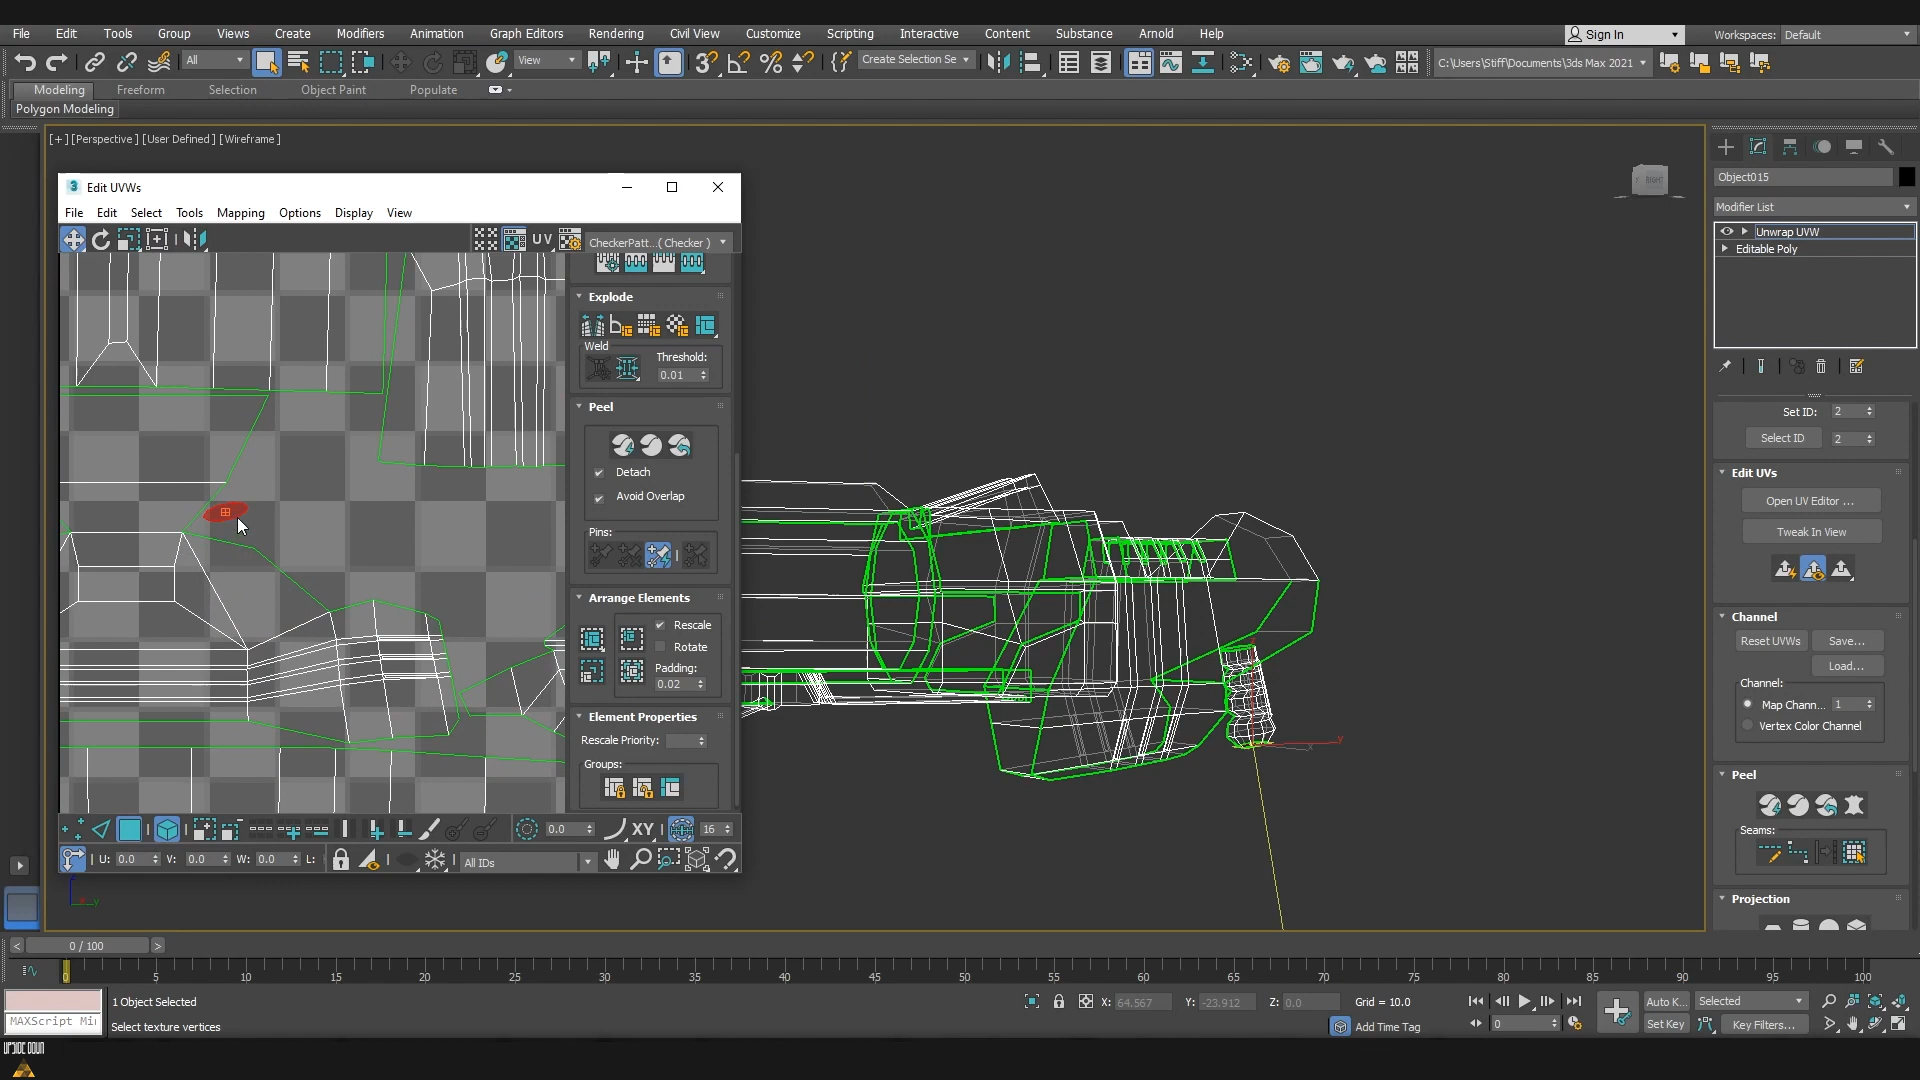 File Edit Tools Group Views Create Modifiers Animation Graph Editors Rendering Civil View Customize Scripting Interactive Content Substance Arnold Help Sign In Workspaces: Default
All View Create Selection Se C:\Users\Stiff\Documents\3ds Max 2021
Modeling Freeform Selection Object Paint Populate
Polygon Modeling
[+] [Perspective ] [User Defined ] [Wireframe ]
3 Edit UVWs
File Edit Select Tools Mapping Options Display View
UV CheckerPatt...( Checker )
Explode
Weld
Threshold:
0.01
Peel
Detach
Avoid Overlap
Pins:
Arrange Elements
Rescale
Rotate
Padding:
0.02
Element Properties
Rescale Priority:
Groups:
0.0 XY 16
U: 0.0 V: 0.0 W: 0.0 L: All IDs
RIGHT
y
x
Object015
Modifier List
Unwrap UVW
Editable Poly
Set ID: 2
Select ID 2
Edit UVs
Open UV Editor ...
Tweak In View
Channel
Reset UVWs Save...
Load...
Channel:
Map Chann... 1
Vertex Color Channel
Peel
Seams:
Projection
0 / 100
0 5 10 15 20 25 30 35 40 45 50 55 60 65 70 75 80 85 90 95 100
1 Object Selected X: 64.567 Y: -23.912 Z: 0.0 Grid = 10.0 Auto K... Selected
MAXScript Mi Select texture vertices Add Time Tag 0 Set Key Key Filters...
UPSIDE DOWN